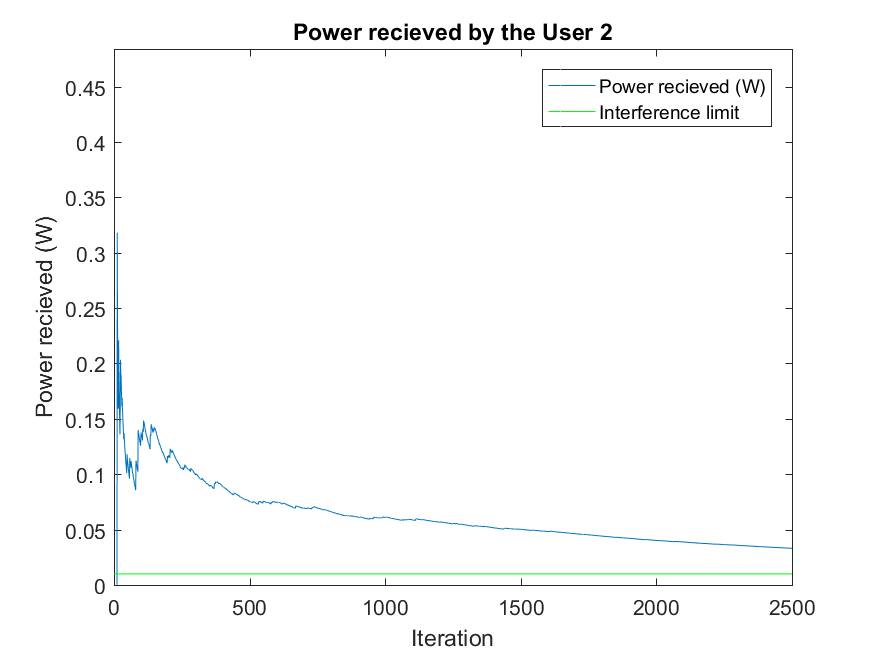 Power recieved by the User 2
Power recieved (W)
Interference limit
0.45
0.4
0.35
0.3
0.25
0.2
0.15
0.1
0.05
0
Power recieved (W)
0 500 1000 1500 2000 2500
Iteration